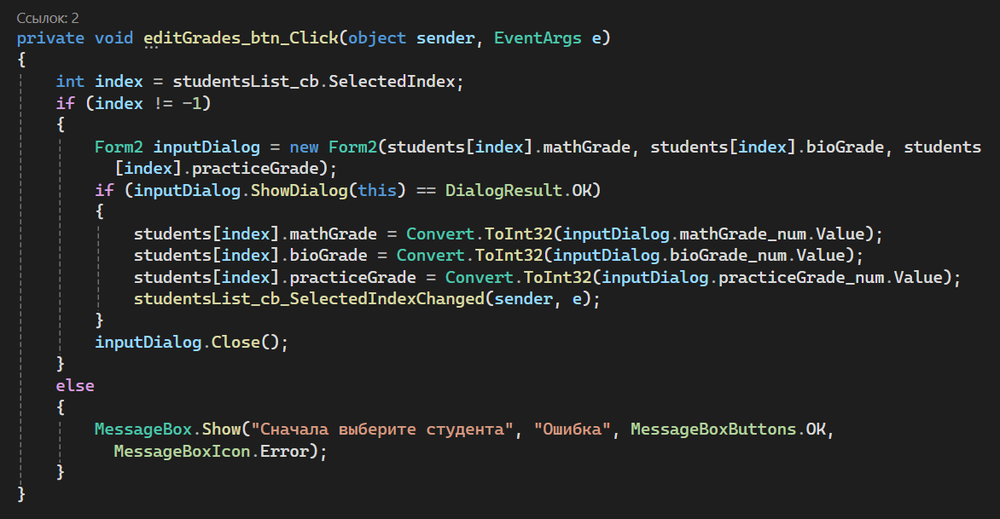 Ссылок: 2
private void editGrades_btn_Click(object sender, EventArgs e)
{
int index = studentsList_cb.SelectedIndex;
if (index != -1)
{
Form2 inputDialog = new Form2(students[index].mathGrade, students[index].bioGrade, students
[index].practiceGrade);
if (inputDialog.ShowDialog(this) == DialogResult.OK)
{
students[index].mathGrade = Convert.ToInt32(inputDialog.mathGrade_num.Value);
students[index].bioGrade = Convert.ToInt32(inputDialog.bioGrade_num.Value);
students[index].practiceGrade = Convert.ToInt32(inputDialog.practiceGrade_num.Value);
studentsList_cb_SelectedIndexChanged(sender, e);
}
inputDialog.Close();
}
else
{
MessageBox.Show("Сначала выберите студента", "Ошибка", MessageBoxButtons.OK,
MessageBoxIcon.Error);
}
}